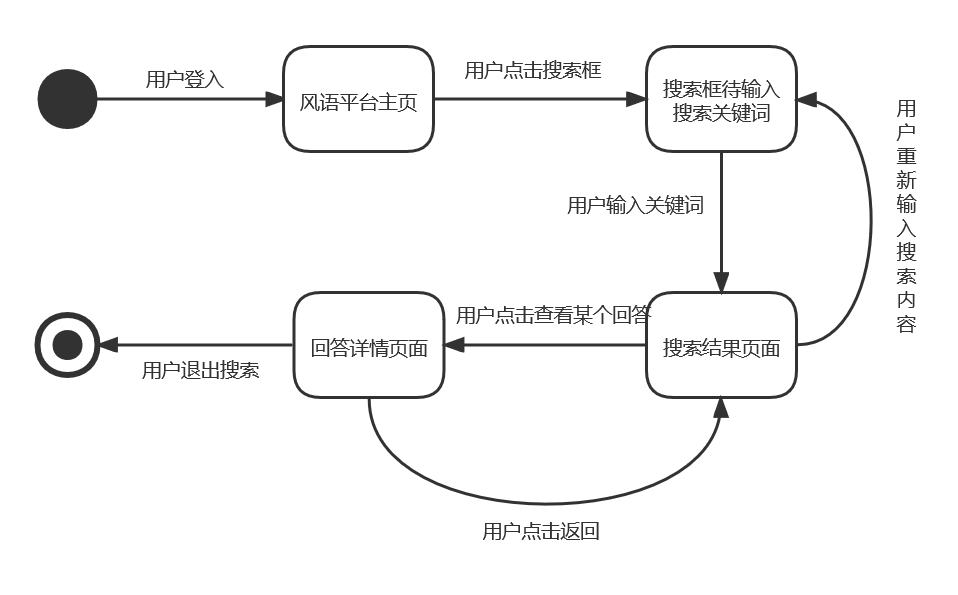 用户登入
风语平台主页
用户点击搜索框
搜索框待输入
搜索关键词
用户重新输入搜索内容
用户输入关键词
用户点击查看某个回答
搜索结果页面
回答详情页面
用户退出搜索
用户点击返回